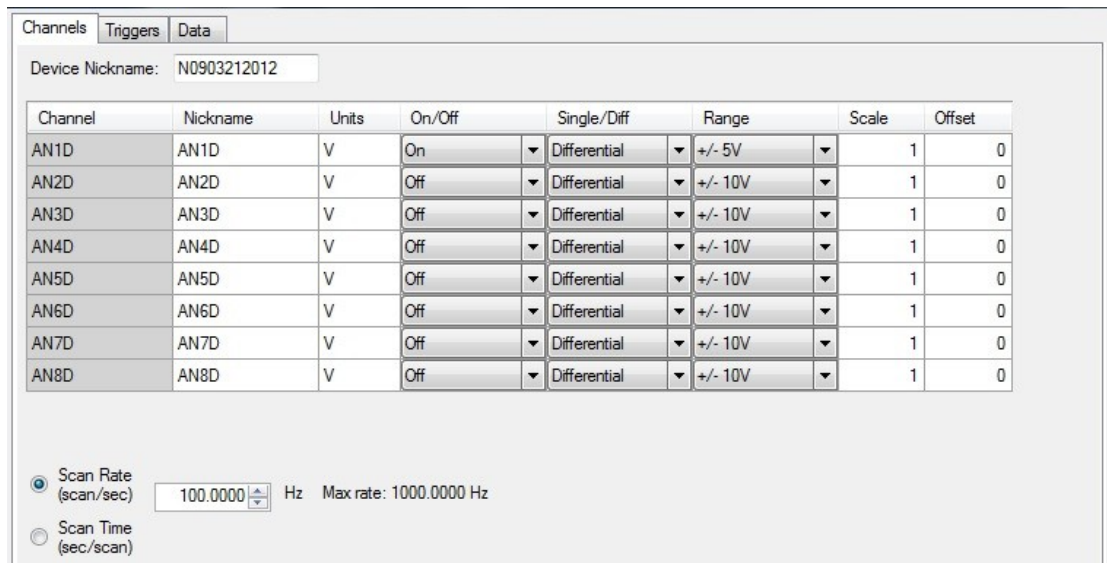 Channels Triggers Data
Device Nickname: N0903212012
Channel Nickname Units On/Off Single/Diff Range Scale Offset
AN1D AN1D V On Differential +/- 5V 1 0
AN2D AN2D V Off Differential +/- 10V 1 0
AN3D AN3D V Off Differential +/- 10V 1 0
AN4D AN4D V Off Differential +/- 10V 1 0
AN5D AN5D V Off Differential +/- 10V 1 0
AN6D AN6D V Off Differential +/- 10V 1 0
AN7D AN7D V Off Differential +/- 10V 1 0
AN8D AN8D V Off Differential +/- 10V 1 0
Scan Rate
(scan/sec) 100.0000 Hz Max rate: 1000.0000 Hz
Scan Time
(sec/scan)